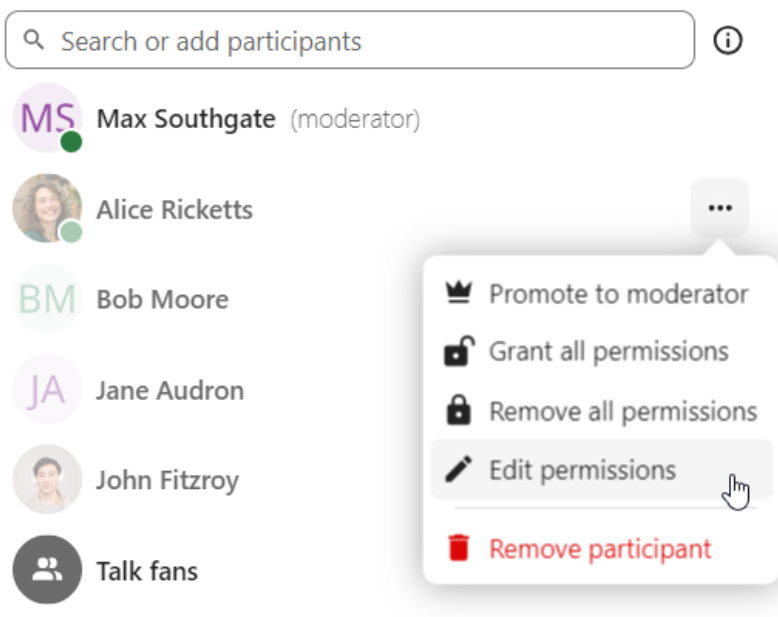 Search or add participants
MS Max Southgate (moderator)
Alice Ricketts
BM Bob Moore
JA Jane Audron
John Fitzroy
Talk fans
Promote to moderator
Grant all permissions
Remove all permissions
Edit permissions
Remove participant